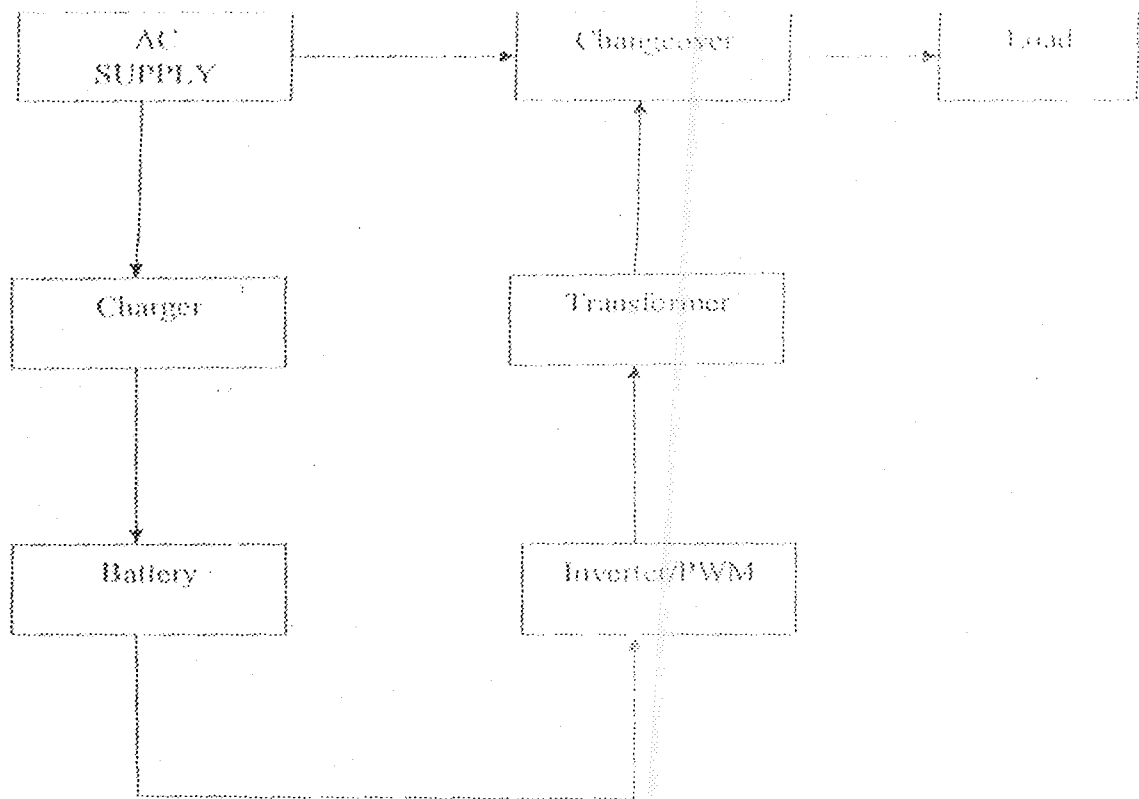 AC
SUPPLY
Changeover
Load
Charger
Transformer
Battery
Inverter/PWM